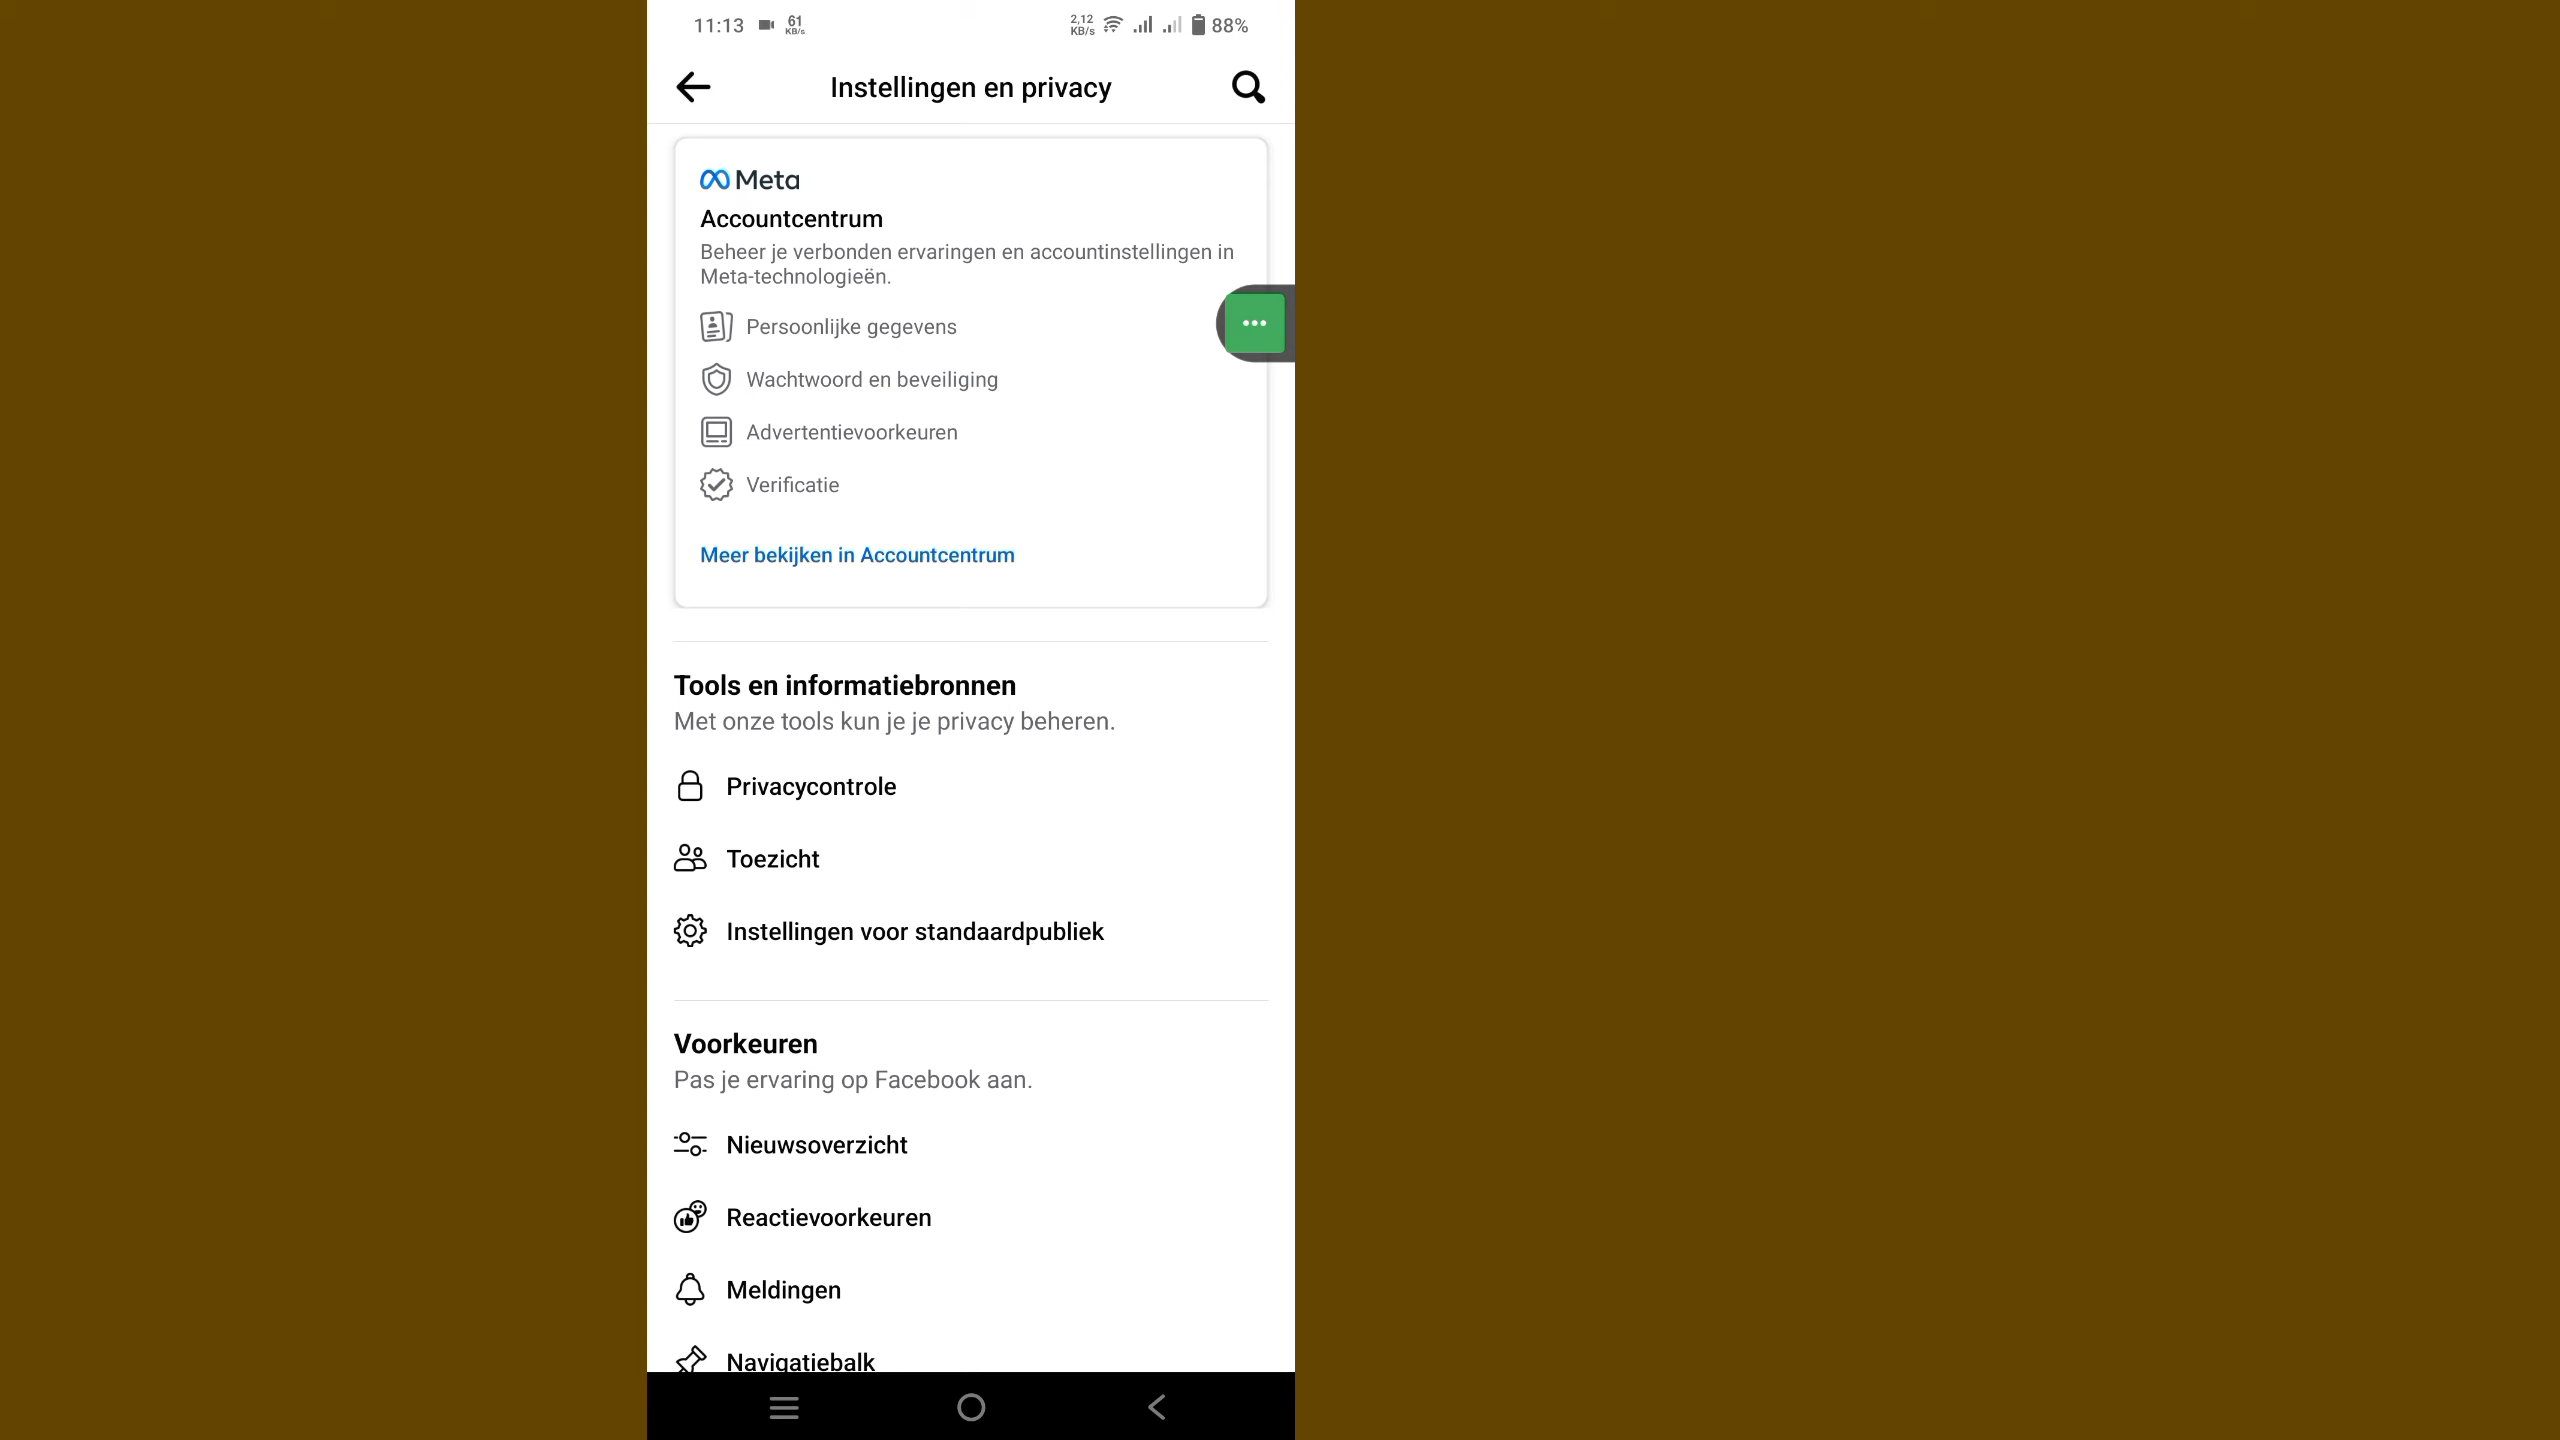 11:13 61 KB/s 2,12 KB/s 88%
Instellingen en privacy
Meta
Accountcentrum
Beheer je verbonden ervaringen en accountinstellingen in
Meta-technologieën.
Persoonlijke gegevens
Wachtwoord en beveiliging
Advertentievoorkeuren
Verificatie
Meer bekijken in Accountcentrum
Tools en informatiebronnen
Met onze tools kun je je privacy beheren.
Privacycontrole
Toezicht
Instellingen voor standaardpubliek
Voorkeuren
Pas je ervaring op Facebook aan.
Nieuwsoverzicht
Reactievoorkeuren
Meldingen
Navigatiebalk